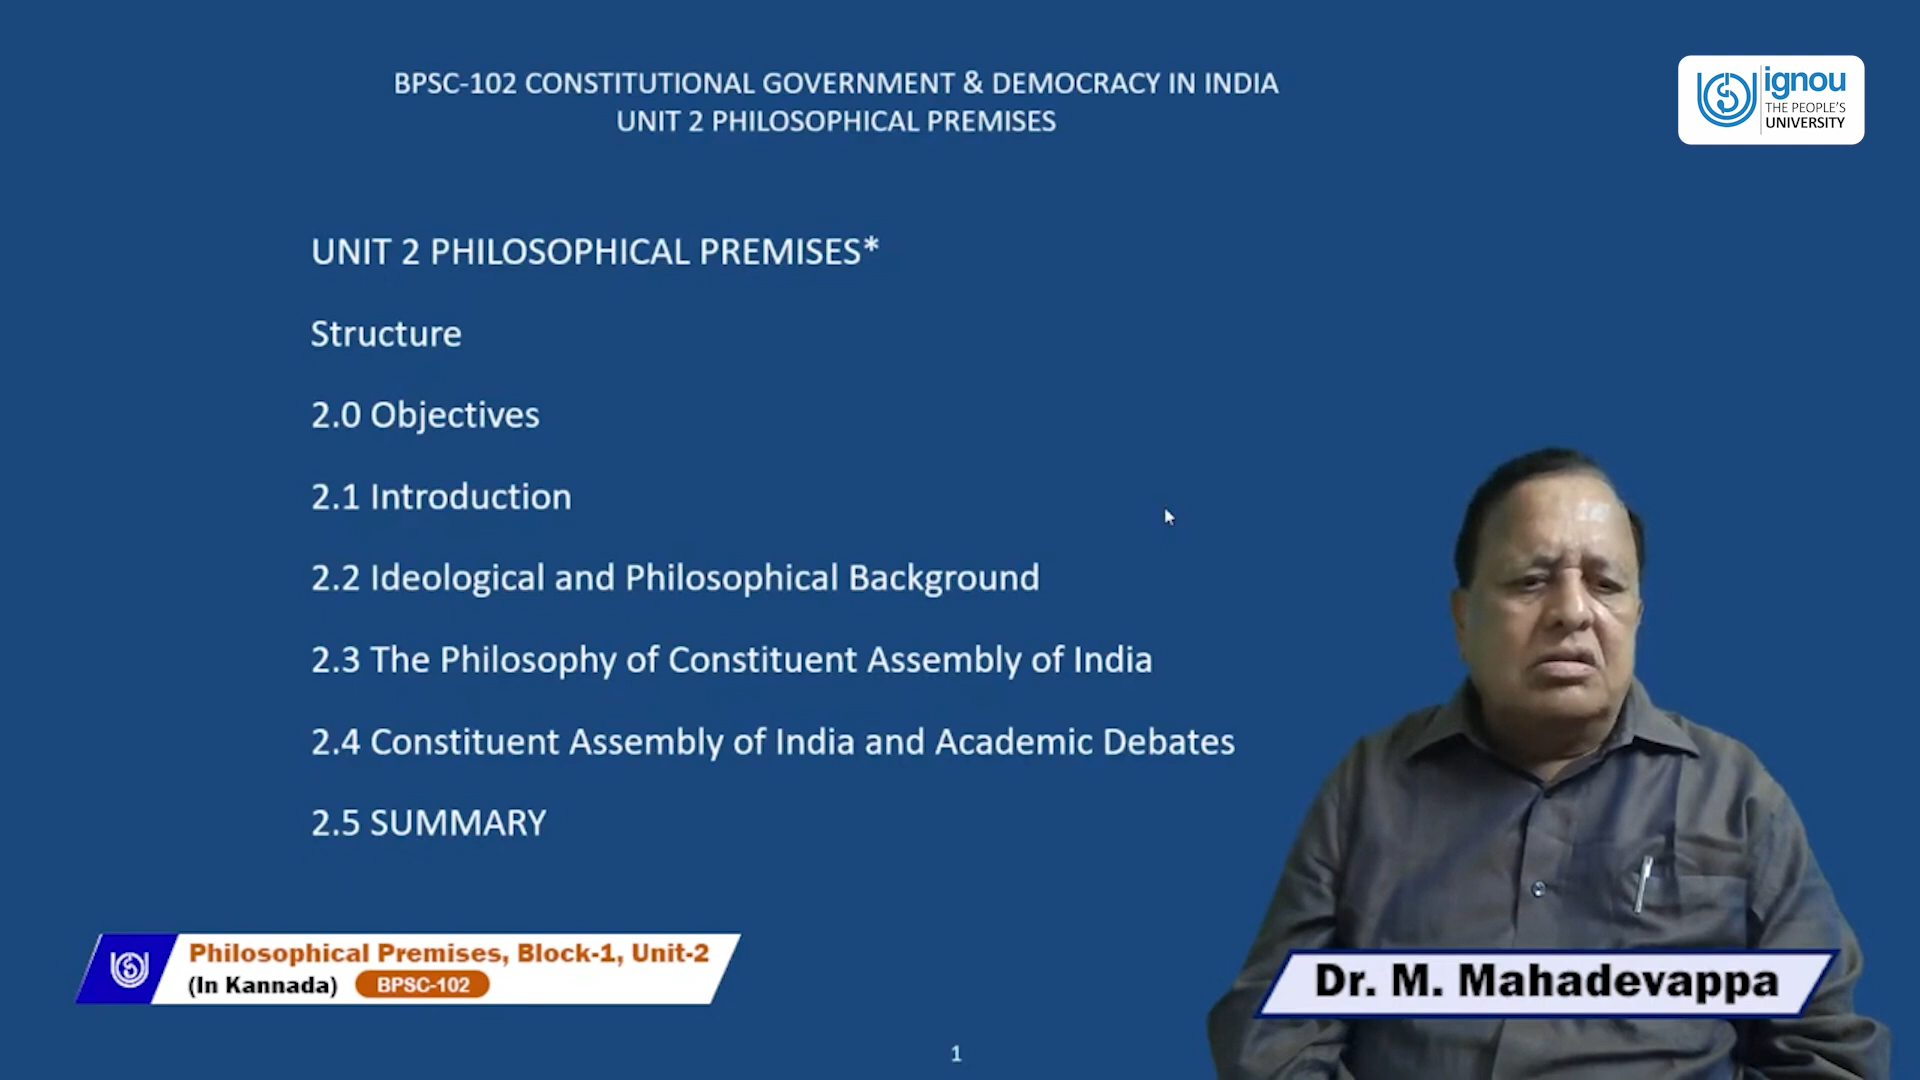 BPSC-102 CONSTITUTIONAL GOVERNMENT & DEMOCRACY IN INDIA
UNIT 2 PHILOSOPHICAL PREMISES
ignou
THE PEOPLE'S
UNIVERSITY
UNIT 2 PHILOSOPHICAL PREMISES*
Structure
2.0 Objectives
2.1 Introduction
2.2 Ideological and Philosophical Background
2.3 The Philosophy of Constituent Assembly of India
2.4 Constituent Assembly of India and Academic Debates
2.5 SUMMARY
Philosophical Premises, Block-1, Unit-2
(In Kannada) BPSC-102
Dr. M. Mahadevappa
1